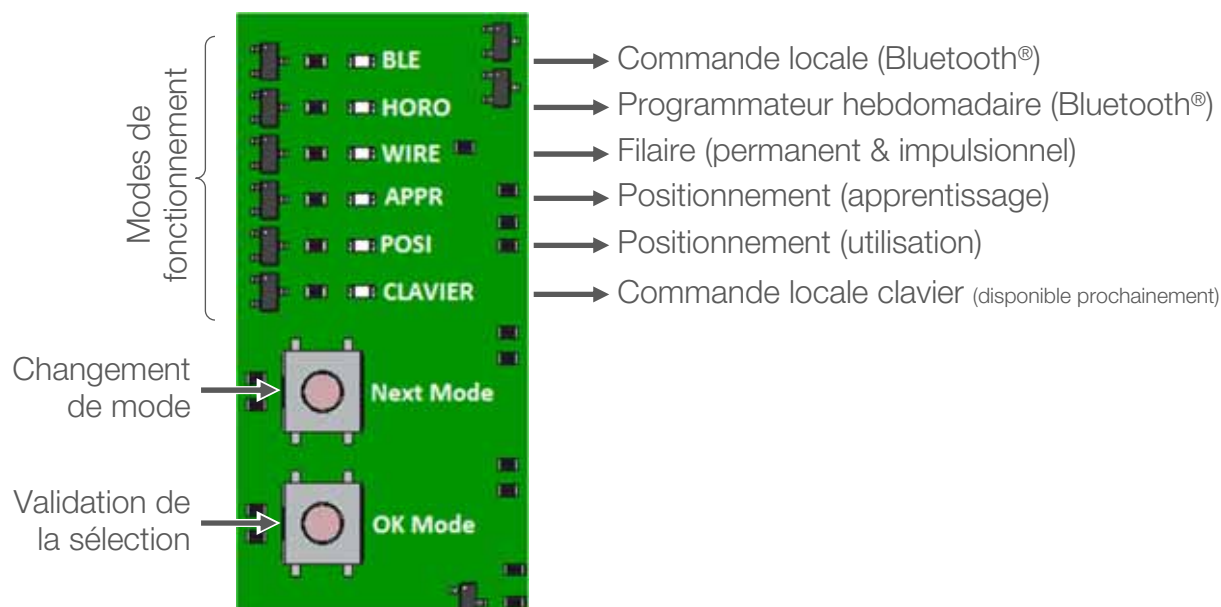 Modes de
fonctionnement
BLE
Commande locale (Bluetooth®)
HORO
Programmateur hebdomadaire (Bluetooth®)
WIRE
Filaire (permanent & impulsionnel)
APPR
Positionnement (apprentissage)
POSI
Positionnement (utilisation)
CLAVIER
Commande locale clavier (disponible prochainement)
Changement
de mode
Next Mode
Validation de
la sélection
OK Mode